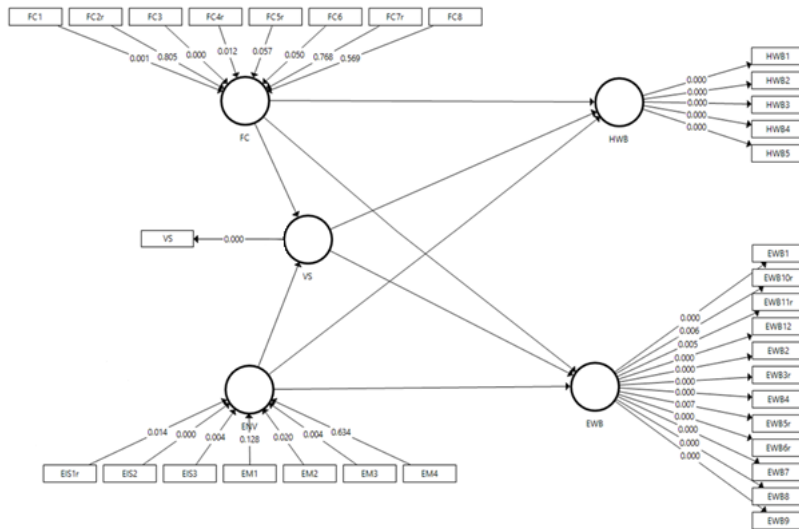 FC1 FC2r FC3 FC4r FC5r FC6 FC7r FC8
0.001 0.805 0.000 0.012 0.057 0.050 0.768 0.569
FC
HWB1
HWB2
HWB3
HWB4
HWB5
0.000
0.000
0.000
0.000
0.000
HWB
VS 0.000
VS
ENV
0.014 0.000 0.004 0.128 0.020 0.004 0.634
EIS1r EIS2 EIS3 EM1 EM2 EM3 EM4
EWB
0.000
0.006
0.005
0.000
0.000
0.000
0.000
0.007
0.000
0.000
0.000
0.000
EWB1
EWB10r
EWB11r
EWB12
EWB2
EWB3r
EWB4
EWB5r
EWB6r
EWB7
EWB8
EWB9